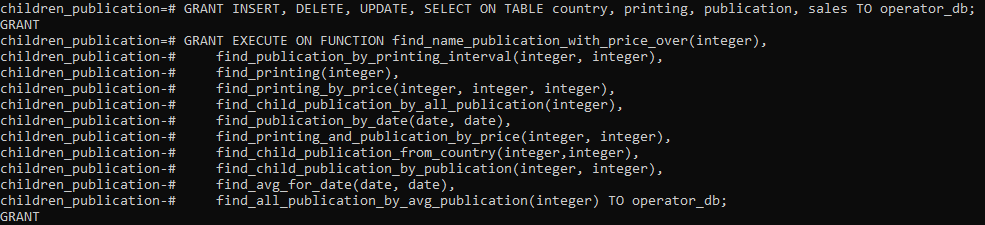 children_publication=# GRANT INSERT, DELETE, UPDATE, SELECT ON TABLE country, printing, publication, sales TO operator_db;
GRANT
children_publication=# GRANT EXECUTE ON FUNCTION find_name_publication_with_price_over(integer),
children_publication-#     find_publication_by_printing_interval(integer, integer),
children_publication-#     find_printing(integer),
children_publication-#     find_printing_by_price(integer, integer, integer),
children_publication-#     find_child_publication_by_all_publication(integer),
children_publication-#     find_publication_by_date(date, date),
children_publication-#     find_printing_and_publication_by_price(integer, integer),
children_publication-#     find_child_publication_from_country(integer,integer),
children_publication-#     find_child_publication_by_publication(integer, integer),
children_publication-#     find_avg_for_date(date, date),
children_publication-#     find_all_publication_by_avg_publication(integer) TO operator_db;
GRANT